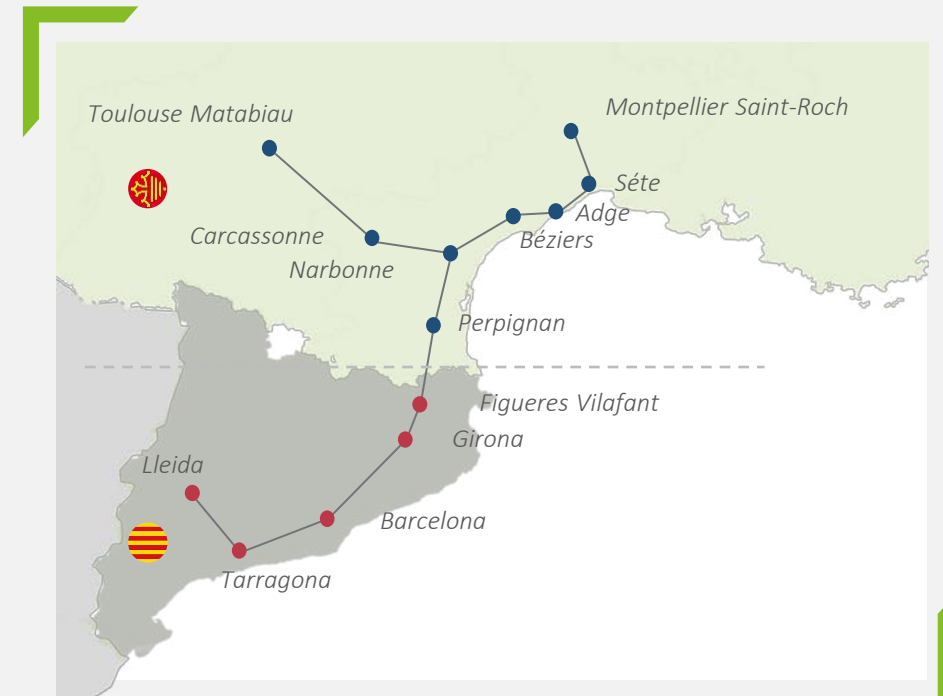 Montpellier Saint-Roch
Toulouse Matabiau
Séte
Adge
Carcassonne
Béziers
Narbonne
Perpignan
Figueres Vilafant
Girona
Lleida
Barcelona
Tarragona